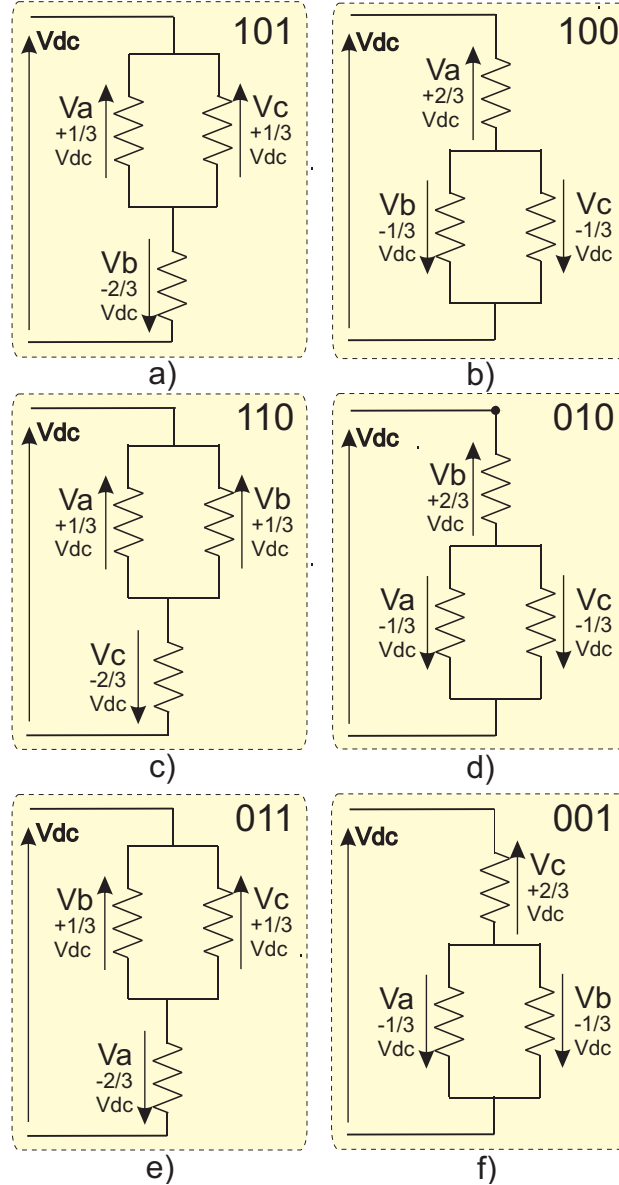 101
Vdc
Va
+1/3
Vdc
Vc
+1/3
Vdc
Vb
-2/3
Vdc
a)
100
Vdc
Va
+2/3
Vdc
Vb
-1/3
Vdc
Vc
-1/3
Vdc
b)
110
Vdc
Va
+1/3
Vdc
Vb
+1/3
Vdc
Vc
-2/3
Vdc
c)
010
Vdc
Vb
+2/3
Vdc
Va
-1/3
Vdc
Vc
-1/3
Vdc
d)
011
Vdc
Vb
+1/3
Vdc
Vc
+1/3
Vdc
Va
-2/3
Vdc
e)
001
Vdc
Vc
+2/3
Vdc
Va
-1/3
Vdc
Vb
-1/3
Vdc
f)